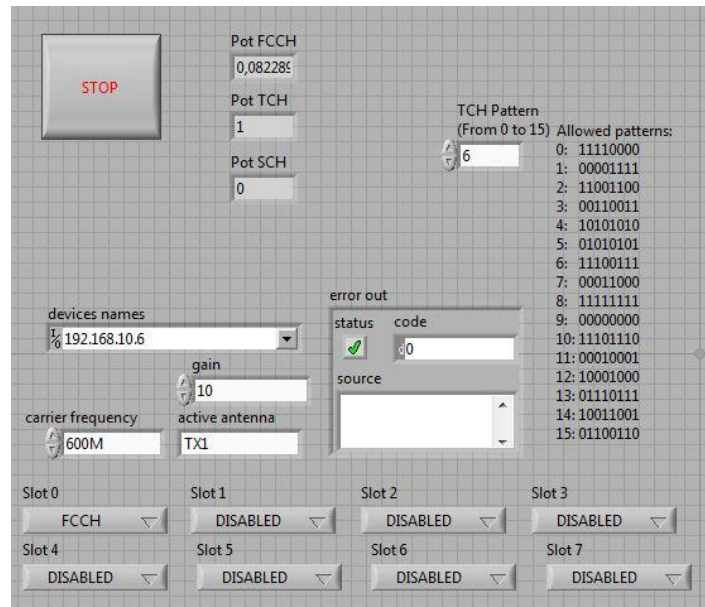 STOP
Pot FCCH
0,082289
Pot TCH
1
Pot SCH
0
TCH Pattern
(From 0 to 15)
6
Allowed patterns:
0: 11110000
1: 00001111
2: 11001100
3: 00110011
4: 10101010
5: 01010101
6: 11100111
7: 00011000
8: 11111111
9: 00000000
10: 11101110
11: 00010001
12: 10001000
13: 01110111
14: 10011001
15: 01100110
devices names
192.168.10.6
gain
10
carrier frequency
600M
active antenna
TX1
error out
status code
d0
source
Slot 0 Slot 1 Slot 2 Slot 3
FCCH DISABLED DISABLED DISABLED
Slot 4 Slot 5 Slot 6 Slot 7
DISABLED DISABLED DISABLED DISABLED